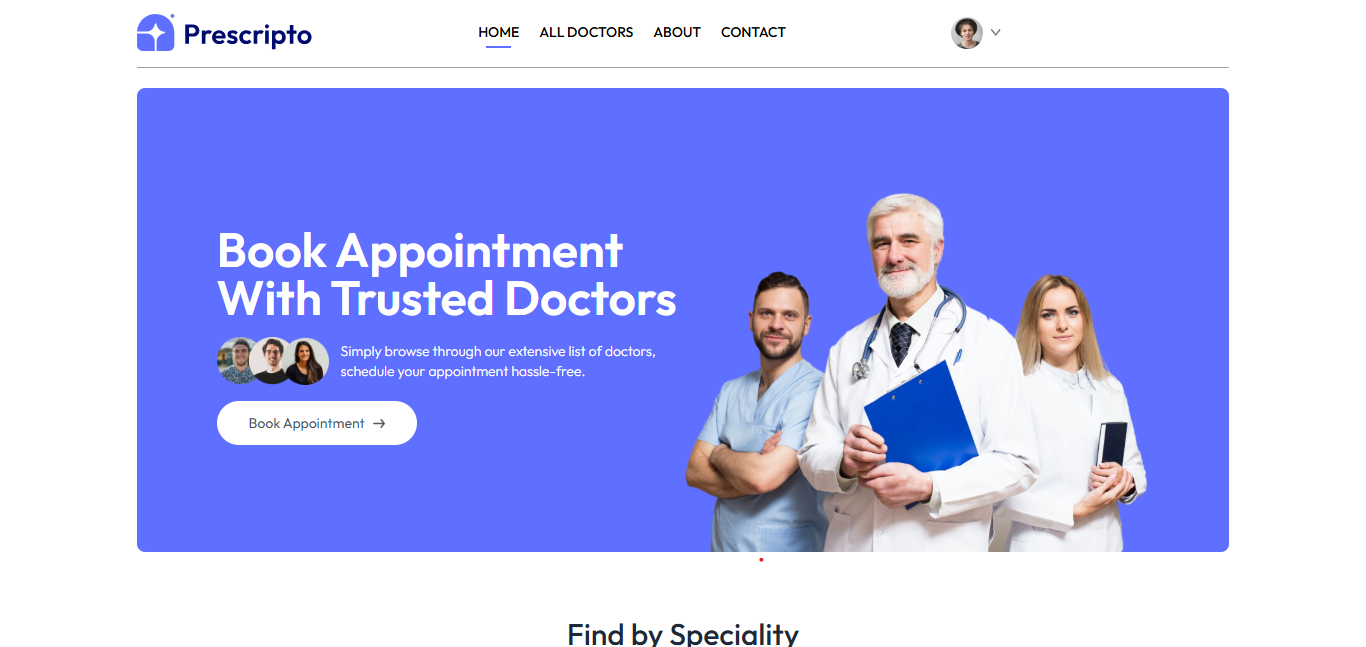 Prescripto
HOME
ALL DOCTORS
ABOUT
CONTACT
Book Appointment
With Trusted Doctors
Simply browse through our extensive list of doctors,
schedule your appointment hassle-free.
Book Appointment →
Find by Speciality